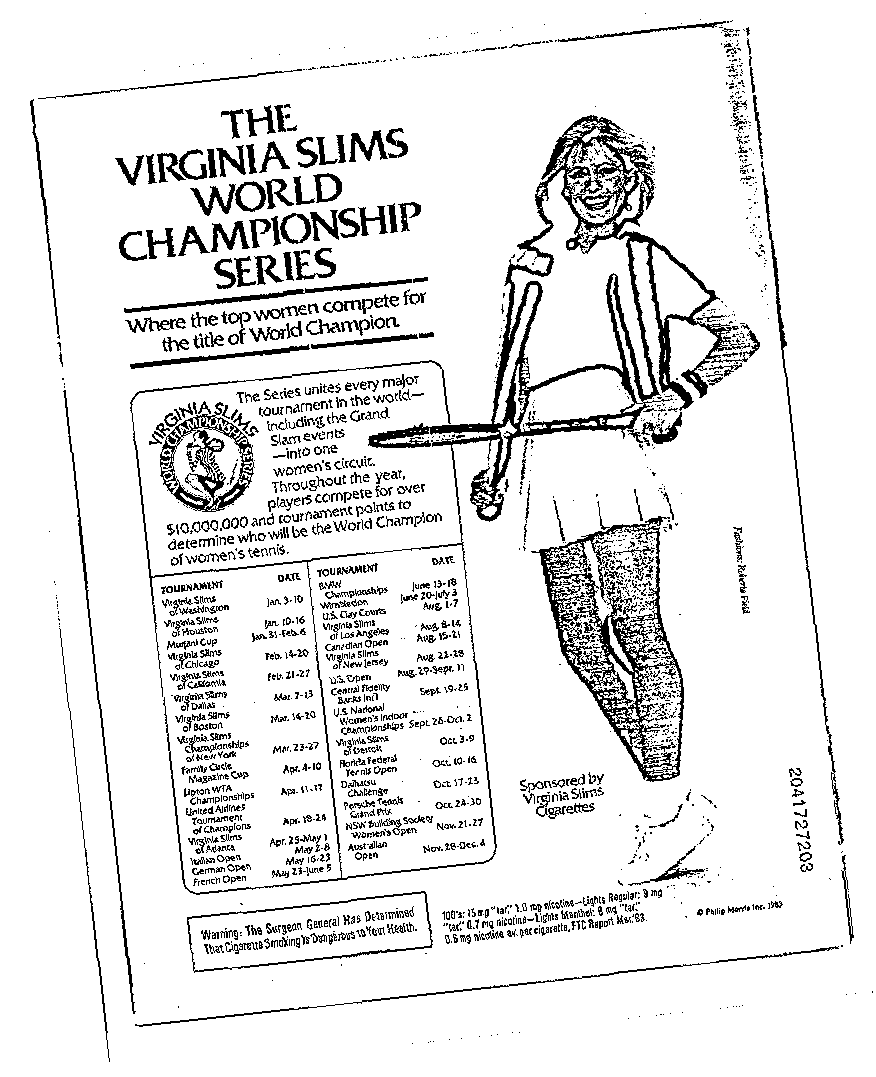 THE
VIRGINIA SLIMS
WORLD
CHAMPIONSHIP
SERIES
Where the top women compete for
the title of World Champion.
VIRGINIA SLIMS
WORLD CHAMPIONSHIP SERIES
The Series unites every major
tournament in the world—
including the Grand
Slam events
—into one
women's circuit.
Throughout the year,
players compete for over
$10,000,000 and tournament points to
determine who will be the World Champion
of women's tennis.
TOURNAMENT DATE
Virginia Slims
of Washington Jan. 3-10
Virginia Slims
of Houston Jan. 10-16
Murjani Cup Jan. 31-Feb. 6
Virginia Slims
of Chicago Feb. 14-20
Virginia Slims
of California Feb. 21-27
Virginia Slims
of Dallas Mar. 7-13
Virginia Slims
of Boston Mar. 14-20
Virginia Slims
Championships
of New York Mar. 23-27
Family Circle
Magazine Cup Apr. 4-10
Lipton WTA
Championships Apr. 11-17
United Airlines
Tournament
of Champions Apr. 18-24
Virginia Slims
of Atlanta Apr. 25-May 1
Italian Open May 2-8
German Open May 16-23
French Open May 23-June 5
TOURNAMENT DATE
BMW
Championships June 13-18
Wimbledon June 20-July 3
U.S. Clay Courts Aug. 1-7
Virginia Slims
of Los Angeles Aug. 8-14
Canadian Open Aug. 15-21
Virginia Slims
of New Jersey Aug. 22-28
U.S. Open Aug. 29-Sept. 11
Central Fidelity
Banks Int'l Sept. 19-25
U.S. National
Women's Indoor
Championships Sept. 26-Oct. 2
Virginia Slims
of Detroit Oct. 3-9
Florida Federal
Tennis Open Oct. 10-16
Daihatsu
Challenge Oct. 17-23
Porsche Tennis
Grand Prix Oct. 24-30
NSW Building Society
Women's Open Nov. 21-27
Australian
Open Nov. 28-Dec. 4
Fashions: Roberta Field
Sponsored by
Virginia Slims
Cigarettes
2041727203
Warning: The Surgeon General Has Determined
That Cigarette Smoking Is Dangerous to Your Health.
100's: 15 mg "tar," 1.0 mg nicotine—Lights Regular: 9 mg
"tar," 0.7 mg nicotine—Lights Menthol: 8 mg "tar,"
0.6 mg nicotine av. per cigarette, FTC Report Mar.'83.
© Philip Morris Inc. 1983